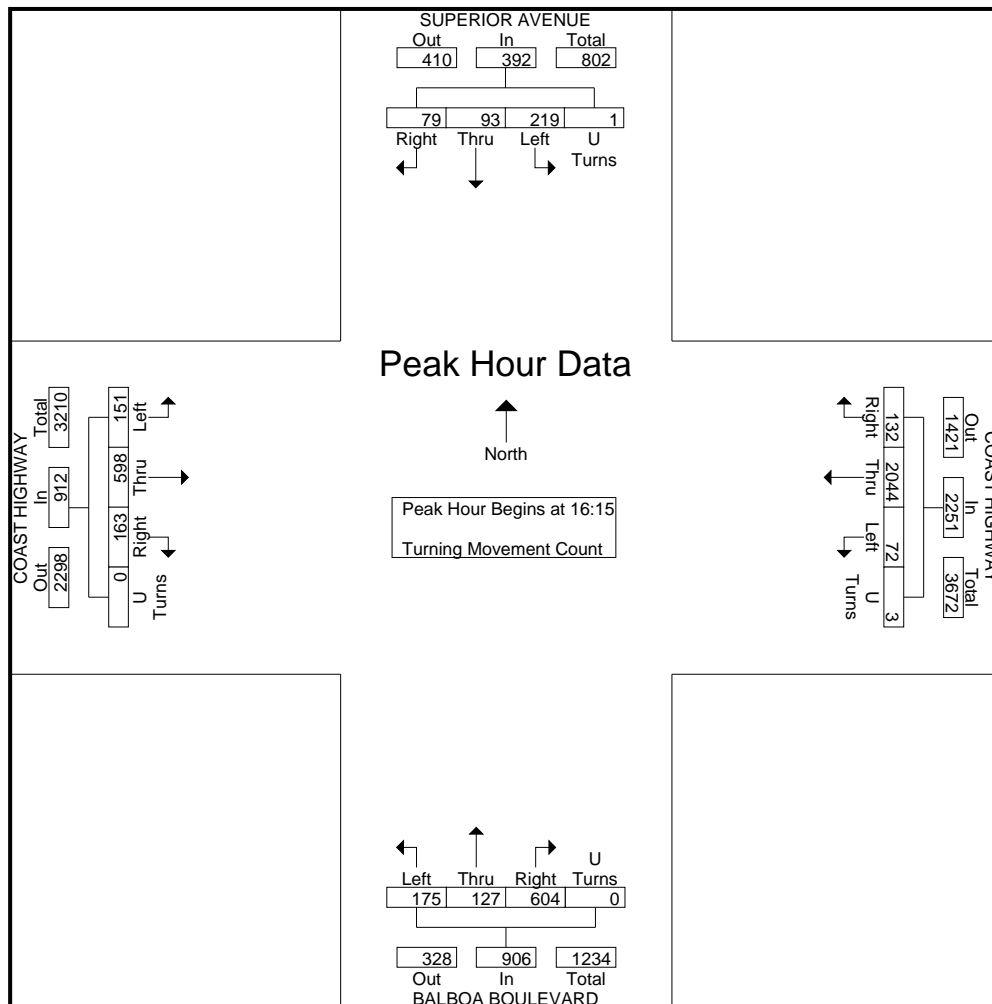 SUPERIOR AVENUE
Out In Total
410 392 802
79 93 219 1
Right Thru Left U
Turns
Peak Hour Data
North
Peak Hour Begins at 16:15
Turning Movement Count
COAST HIGHWAY
Total In Out
3210 912 2298
151 598 163 0
Left Thru Right U
Turns
COAST HIGHWAY
Out In Total
1421 2251 3672
132 2044 72 3
Right Thru Left U
Turns
U
Left Thru Right Turns
175 127 604 0
328 906 1234
Out In Total
BALBOA BOULEVARD